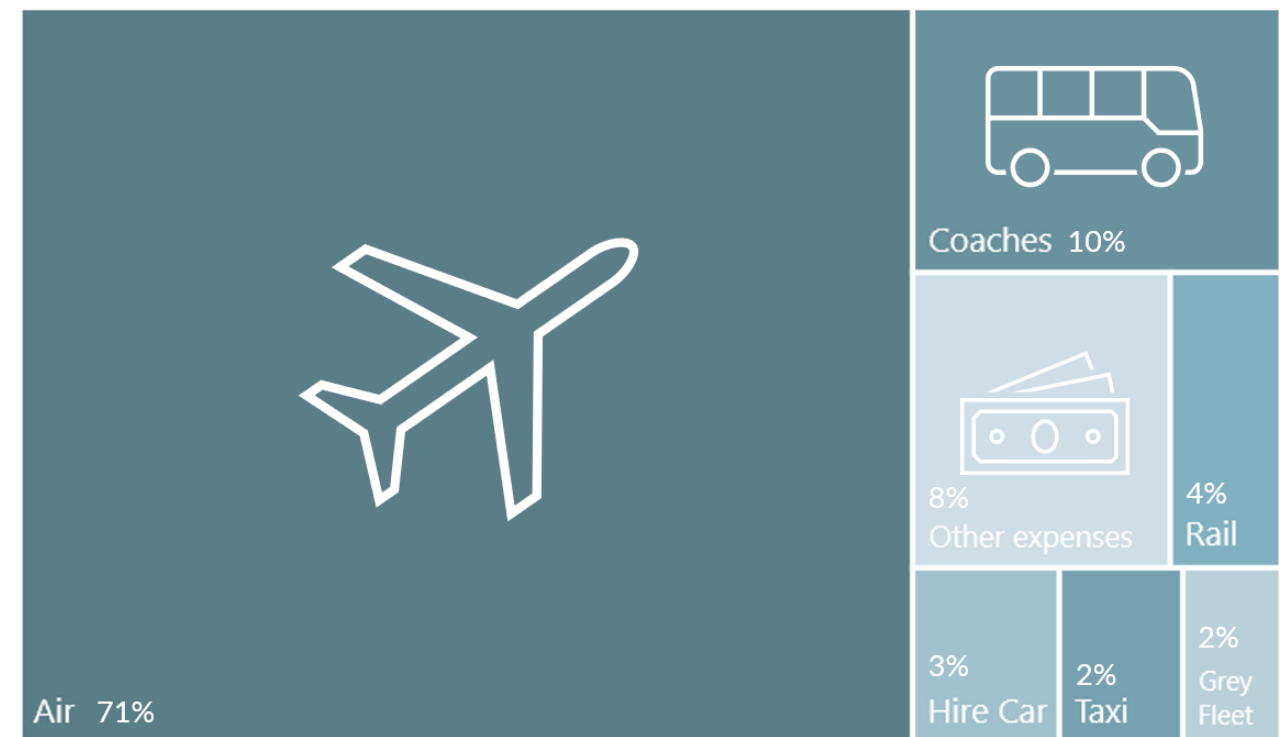 Coaches 10%
8%
Other expenses
4%
Rail
3%
Hire Car
2%
Taxi
2%
Grey
Fleet
Air 71%